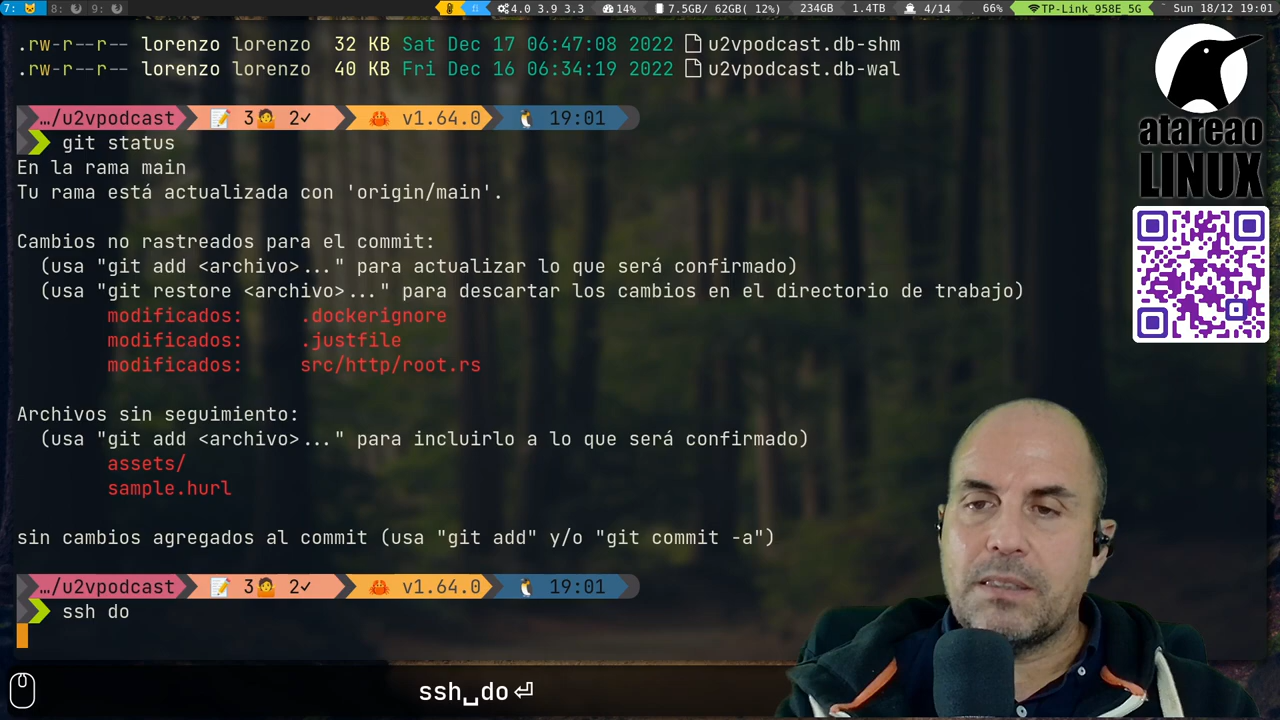 7: 8: 9: 4.0 3.9 3.3 14% 7.5GB/ 62GB( 12%) 234GB 1.4TB 4/14 66% TP-Link 958E 5G Sun 18/12 19:01
.rw-r--r-- lorenzo lorenzo 32 KB Sat Dec 17 06:47:08 2022 u2vpodcast.db-shm
.rw-r--r-- lorenzo lorenzo 40 KB Fri Dec 16 06:34:19 2022 u2vpodcast.db-wal
…/u2vpodcast 3 2✓ v1.64.0 19:01
git status
En la rama main
Tu rama está actualizada con 'origin/main'.
Cambios no rastreados para el commit:
(usa "git add <archivo>..." para actualizar lo que será confirmado)
(usa "git restore <archivo>..." para descartar los cambios en el directorio de trabajo)
modificados: .dockerignore
modificados: .justfile
modificados: src/http/root.rs
Archivos sin seguimiento:
(usa "git add <archivo>..." para incluirlo a lo que será confirmado)
assets/
sample.hurl
sin cambios agregados al commit (usa "git add" y/o "git commit -a")
…/u2vpodcast 3 2✓ v1.64.0 19:01
ssh do
ssh␣do⏎
atareao
LINUX